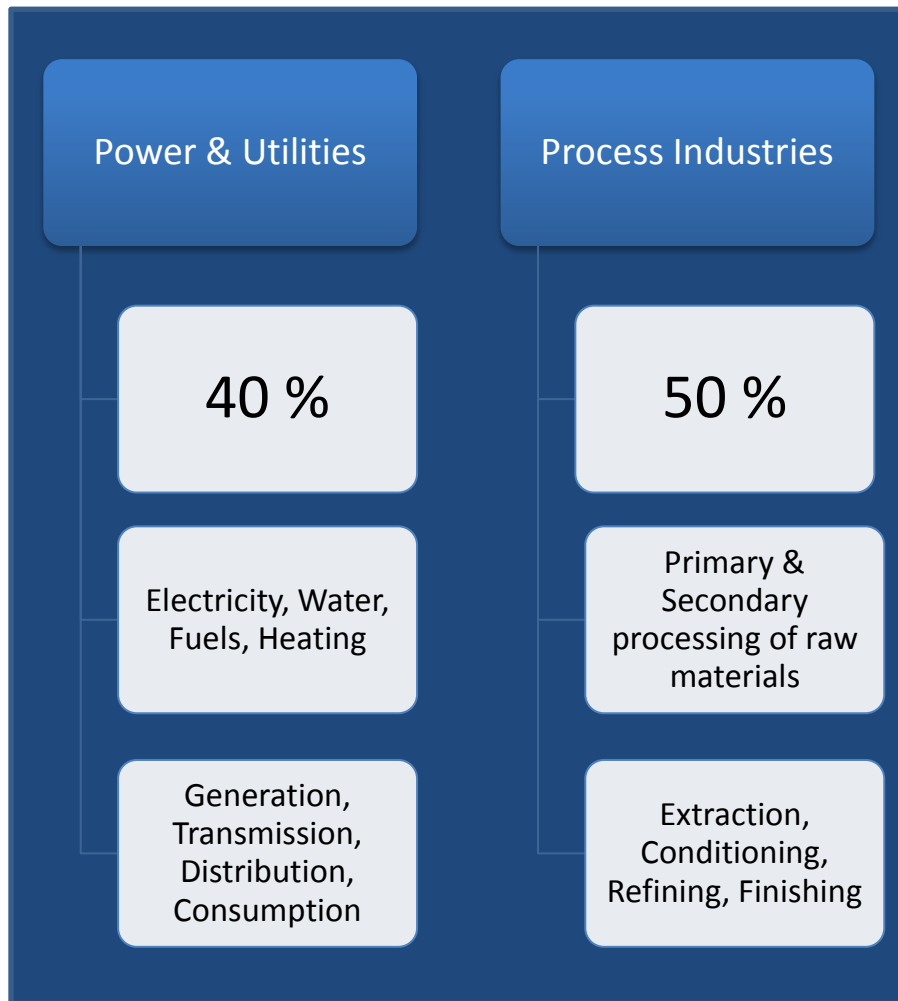 Power & Utilities
40 %
Electricity, Water,
Fuels, Heating
Generation,
Transmission,
Distribution,
Consumption
Process Industries
50 %
Primary &
Secondary
processing of raw
materials
Extraction,
Conditioning,
Refining, Finishing